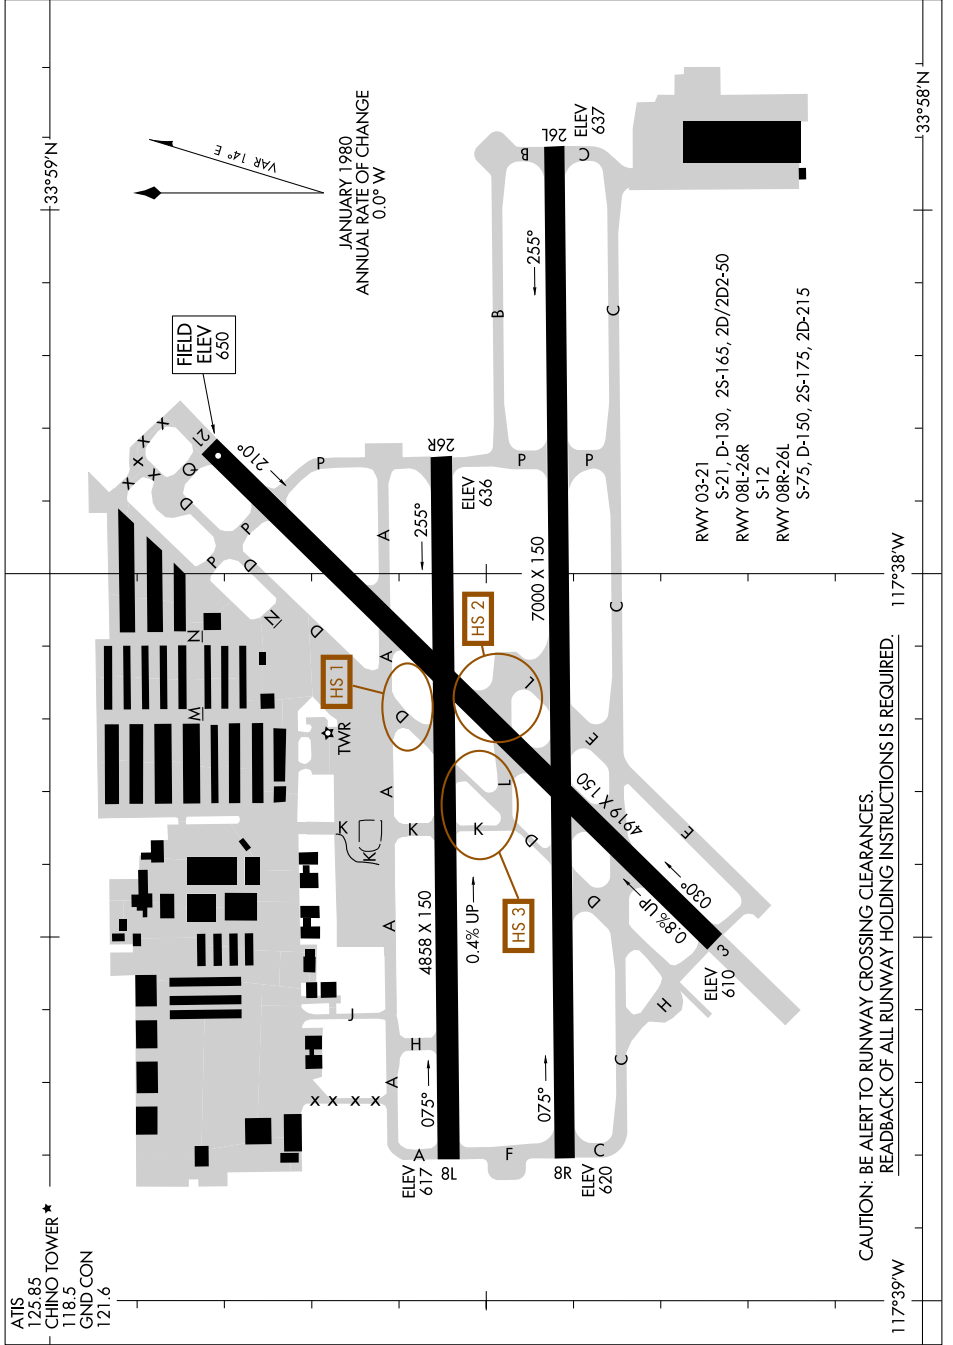 ATIS
125.85
CHINO TOWER ★
118.5
GND CON
121.6
33°59'N
33°58'N
117°38'W
117°39'W
VAR 14° E
JANUARY 1980
ANNUAL RATE OF CHANGE
0.0° W
FIELD
ELEV
650
21
210°
Q
D
P
P
D
P
N
N
D
M
A
26R
ELEV
636
255°
A
HS 1
D
TWR
HS 2
L
A
K
K
K
K
L
HS 3
D
A
4858 X 150
0.4% UP
J
H
A
075°
A
8L
ELEV
617
F
B
26L
C
ELEV
637
255°
B
C
P
P
7000 X 150
C
E
4919 X 150
E
D
030°
0.8% UP
3
ELEV
610
H
C
075°
8R
C
ELEV
620
X X X X
X X X X X
RWY 03-21
S-21, D-130, 2S-165, 2D/2D2-50
RWY 08L-26R
S-12
RWY 08R-26L
S-75, D-150, 2S-175, 2D-215
CAUTION: BE ALERT TO RUNWAY CROSSING CLEARANCES.
READBACK OF ALL RUNWAY HOLDING INSTRUCTIONS IS REQUIRED.